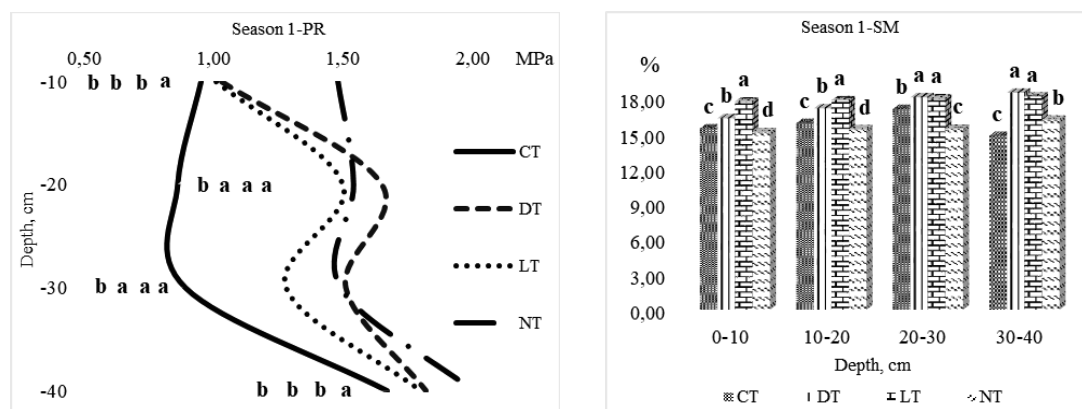 Season 1-PR
0,50 1,00 1,50 MPa 2,00
-10
b b b a
CT
-20
b a a a
DT
Depth, cm
LT
-30
b a a a
NT
-40
b b b a
Season 1-SM
%
c b a d c b a d b a a c c a a b
18,00
15,00
12,00
9,00
6,00
3,00
0,00
0-10 10-20 20-30 30-40
Depth, cm
CT DT LT NT